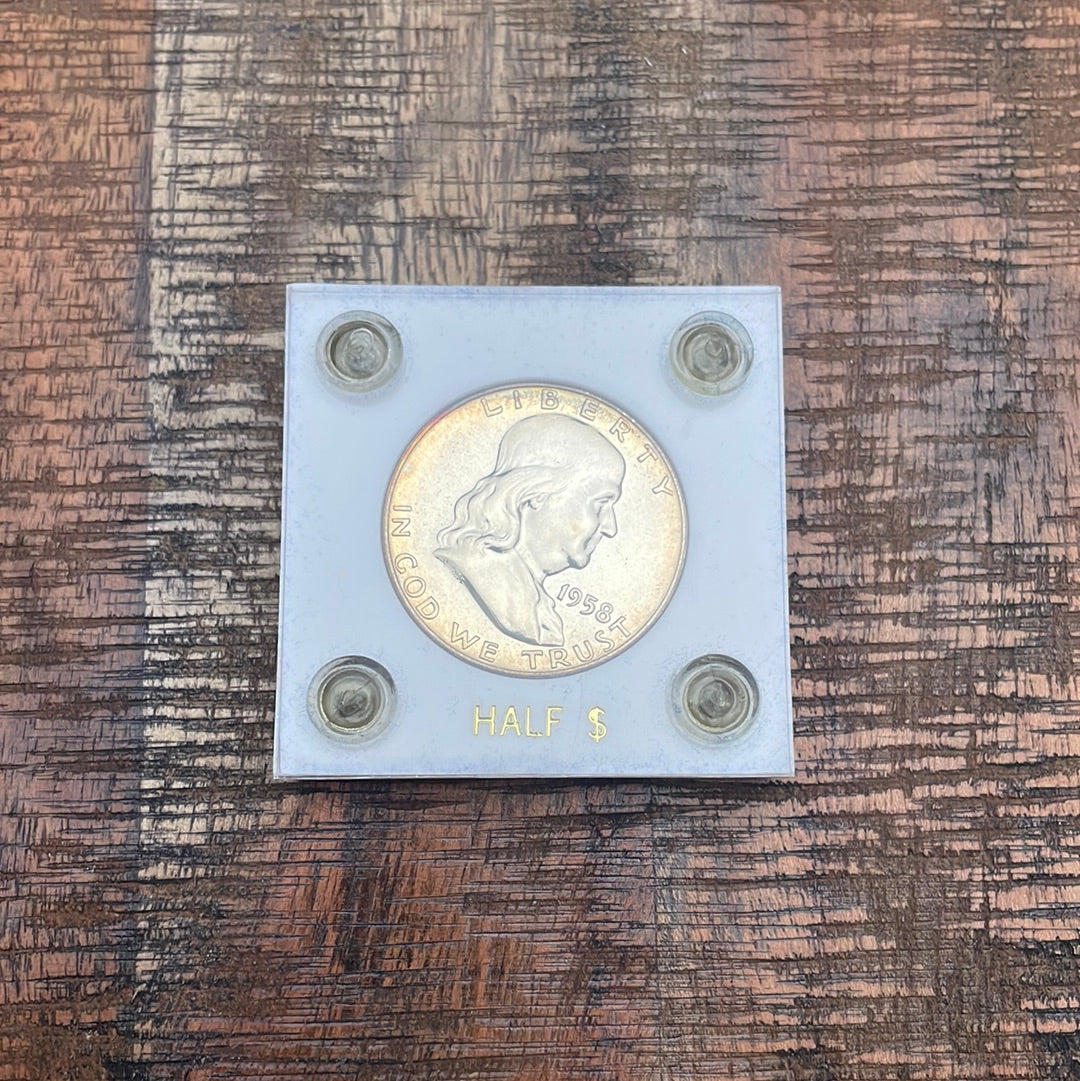 LIBERTY
IN GOD WE TRUST
1958
HALF $